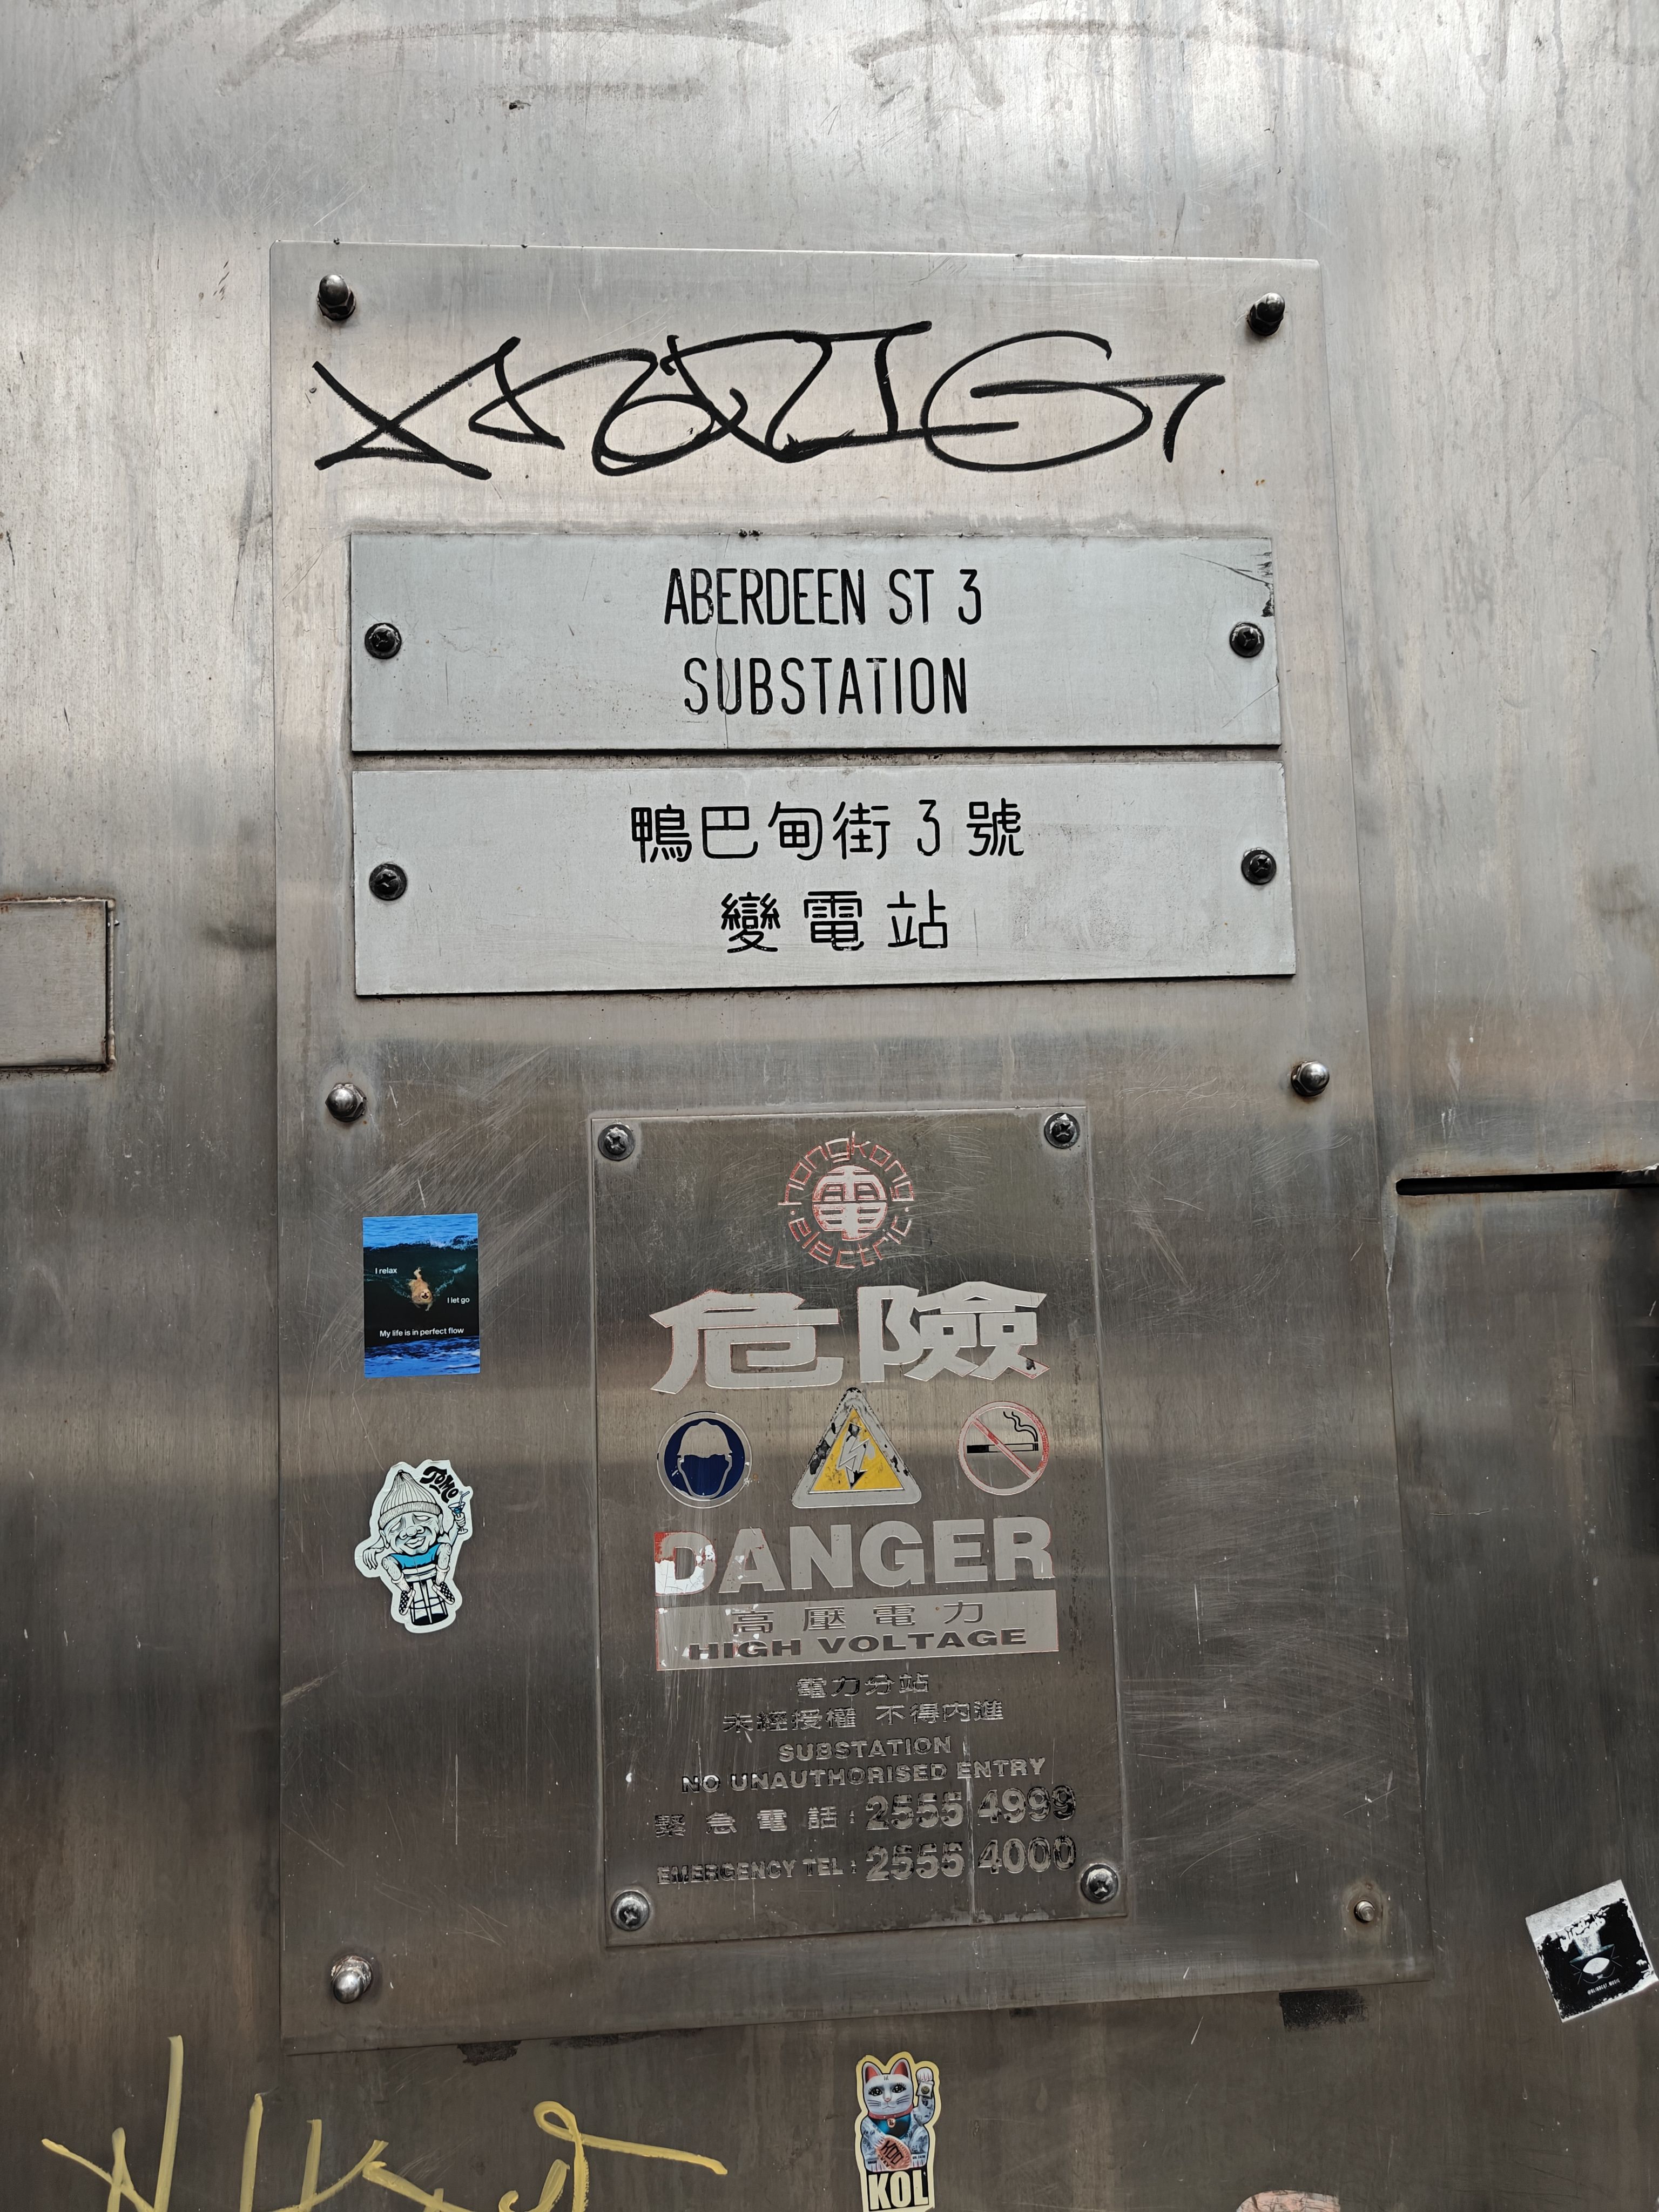 ABERDEEN ST 3
SUBSTATION
鴨巴甸街 3 號
變電站
hongkong electric
電
危險
DANGER
高壓電力
HIGH VOLTAGE
電力分站
未經授權 不得內進
SUBSTATION
NO UNAUTHORISED ENTRY
緊急電話：2555 4999
EMERGENCY TEL : 2555 4000
I relax
I let go
My life is in perfect flow
TOMO
KOL